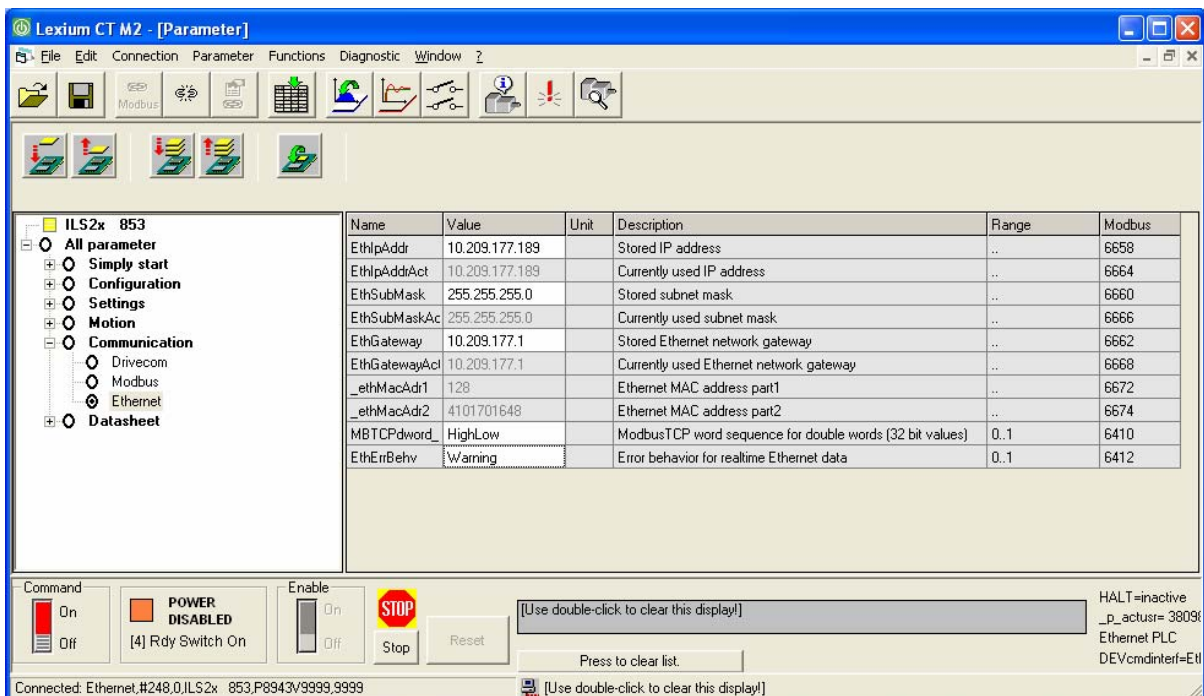 Lexium CT M2 - [Parameter]
File Edit Connection Parameter Functions Diagnostic Window ?
Modbus
ILS2x 853
All parameter
Simply start
Configuration
Settings
Motion
Communication
Drivecom
Modbus
Ethernet
Datasheet
Name Value Unit Description Range Modbus
EthIpAddr 10.209.177.189 Stored IP address .. 6658
EthIpAddrAct 10.209.177.189 Currently used IP address .. 6664
EthSubMask 255.255.255.0 Stored subnet mask .. 6660
EthSubMaskAc 255.255.255.0 Currently used subnet mask .. 6666
EthGateway 10.209.177.1 Stored Ethernet network gateway .. 6662
EthGatewayAct 10.209.177.1 Currently used Ethernet network gateway .. 6668
_ethMacAdr1 128 Ethernet MAC address part1 .. 6672
_ethMacAdr2 4101701648 Ethernet MAC address part2 .. 6674
MBTCPdword_ HighLow ModbusTCP word sequence for double words (32 bit values) 0..1 6410
EthErrBehv Warning Error behavior for realtime Ethernet data 0..1 6412
Command
On
Off
POWER
DISABLED
[4] Rdy Switch On
Enable
On
Off
STOP
Stop
Reset
[Use double-click to clear this display!]
Press to clear list.
HALT=inactive
_p_actusr= 3809
Ethernet PLC
DEVcmdinterf=Et
Connected: Ethernet,#248,0,ILS2x 853,P8943V9999,9999
[Use double-click to clear this display!]